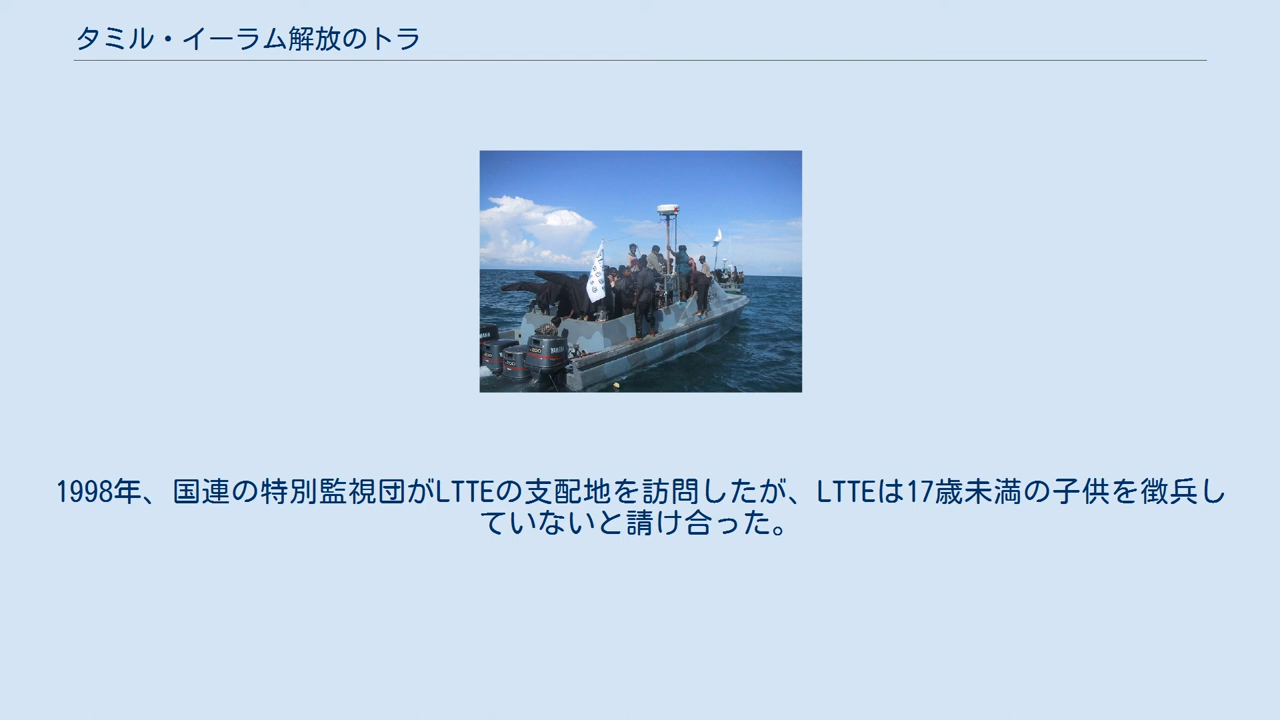 タミル・イーラム解放のトラ
1998年、国連の特別監視団がLTTEの支配地を訪問したが、LTTEは17歳未満の子供を徴兵し
ていないと請け合った。